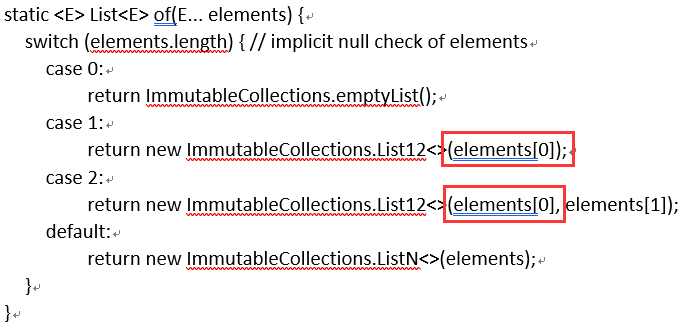 static <E> List<E> of(E... elements) {
switch (elements.length) { // implicit null check of elements
case 0:
return ImmutableCollections.emptyList();
case 1:
return new ImmutableCollections.List12<>(elements[0]);
case 2:
return new ImmutableCollections.List12<>(elements[0], elements[1]);
default:
return new ImmutableCollections.ListN<>(elements);
}
}